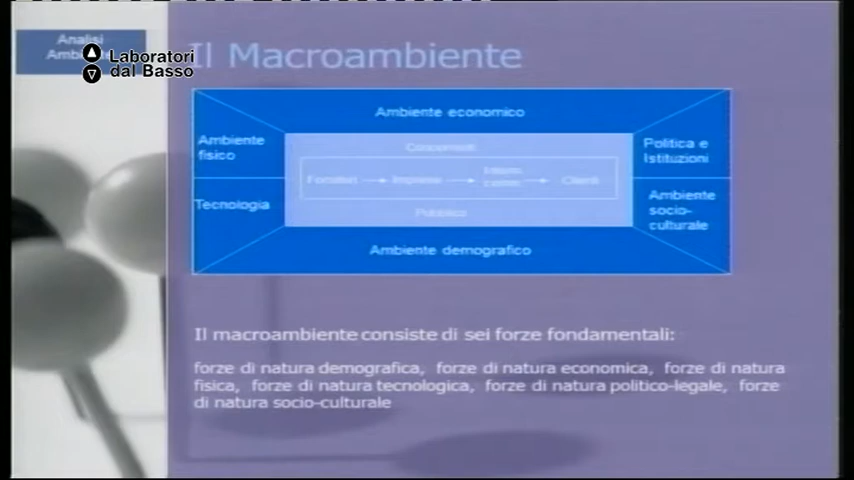 Analisi
Laboratori
dal Basso
Il Macroambiente
Ambiente economico
Ambiente
fisico
Politica e
Istituzioni
Concorrenti
Fornitori
Imprese
Clienti
Tecnologia
Ambiente
socio-
culturale
Pubblico
Ambiente demografico
Il macroambiente consiste di sei forze fondamentali:
forze di natura demografica, forze di natura economica, forze di natura
fisica, forze di natura tecnologica, forze di natura politico-legale, forze
di natura socio-culturale